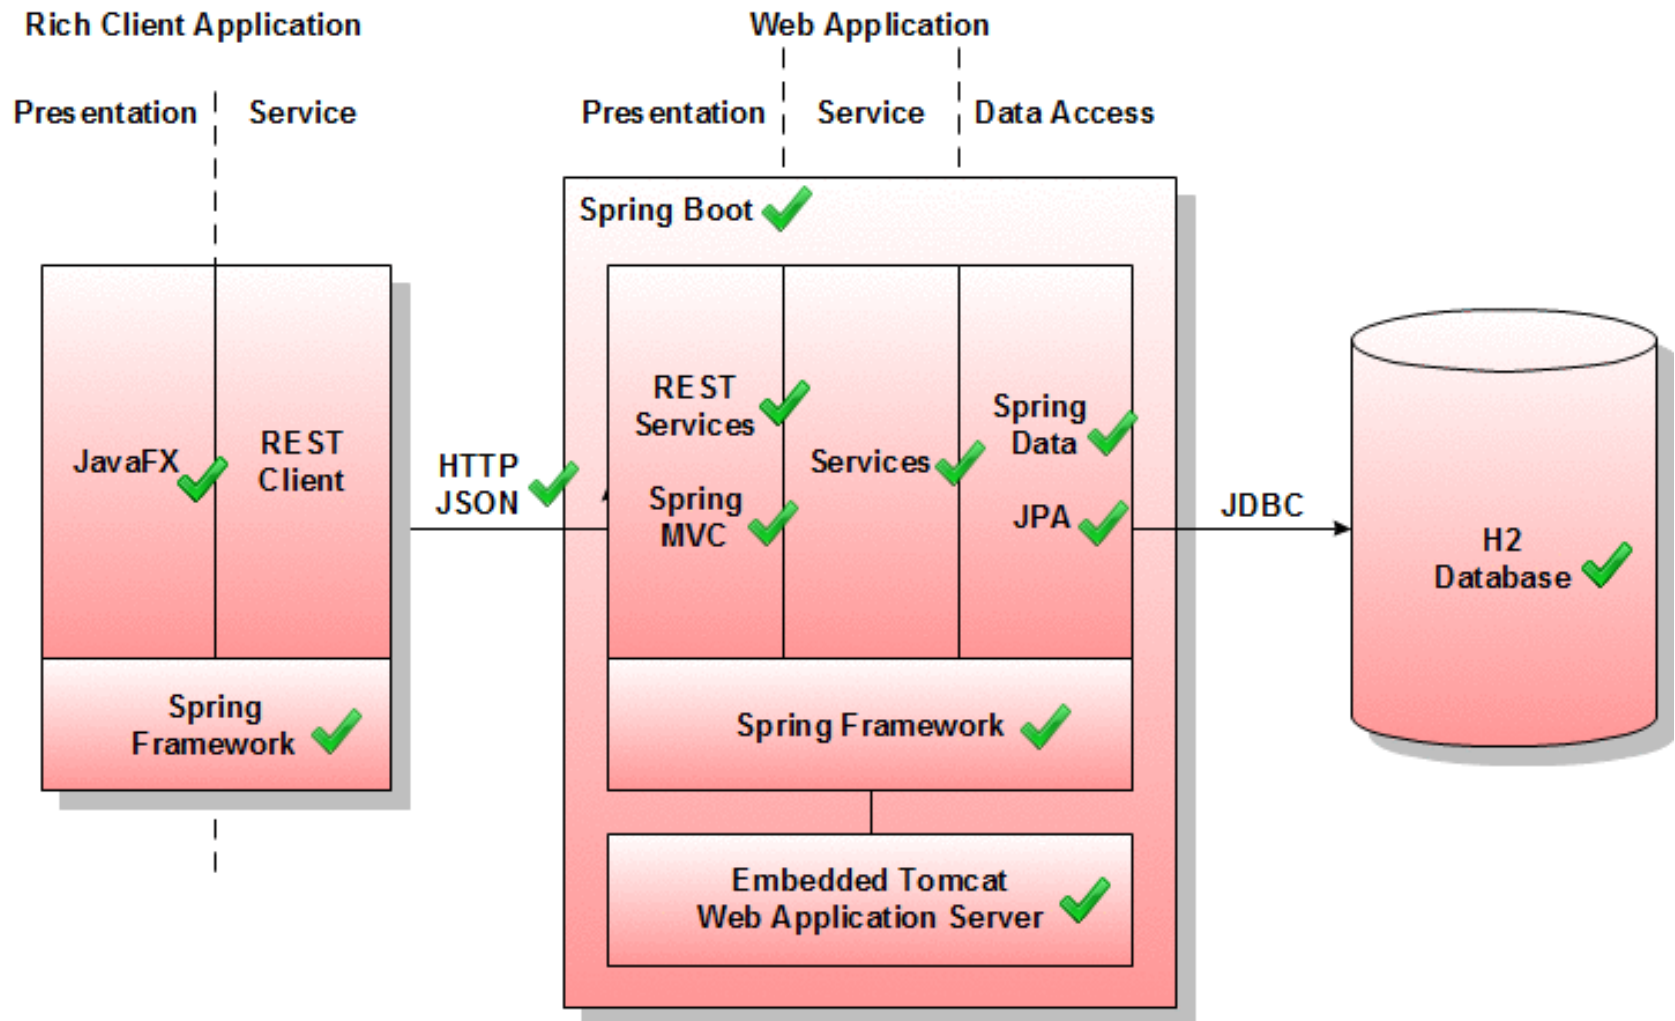 Rich Client Application
Web Application
Presentation
Service
Presentation
Service
Data Access
Spring Boot
JavaFX
REST
Client
HTTP
JSON
REST
Services
Spring
MVC
Services
Spring
Data
JPA
JDBC
H2
Database
Spring
Framework
Spring Framework
Embedded Tomcat
Web Application Server